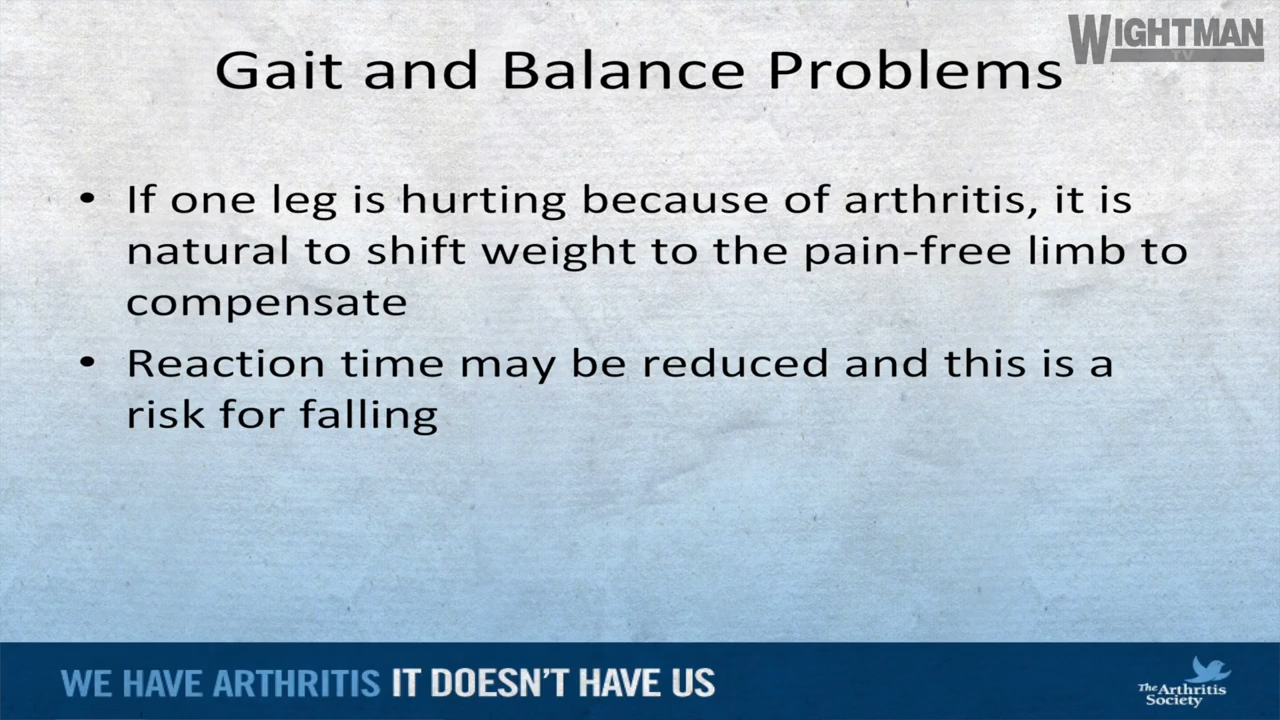 WIGHTMAN
TV
Gait and Balance Problems
• If one leg is hurting because of arthritis, it is
natural to shift weight to the pain-free limb to
compensate
• Reaction time may be reduced and this is a
risk for falling
WE HAVE ARTHRITIS IT DOESN'T HAVE US
The Arthritis
Society